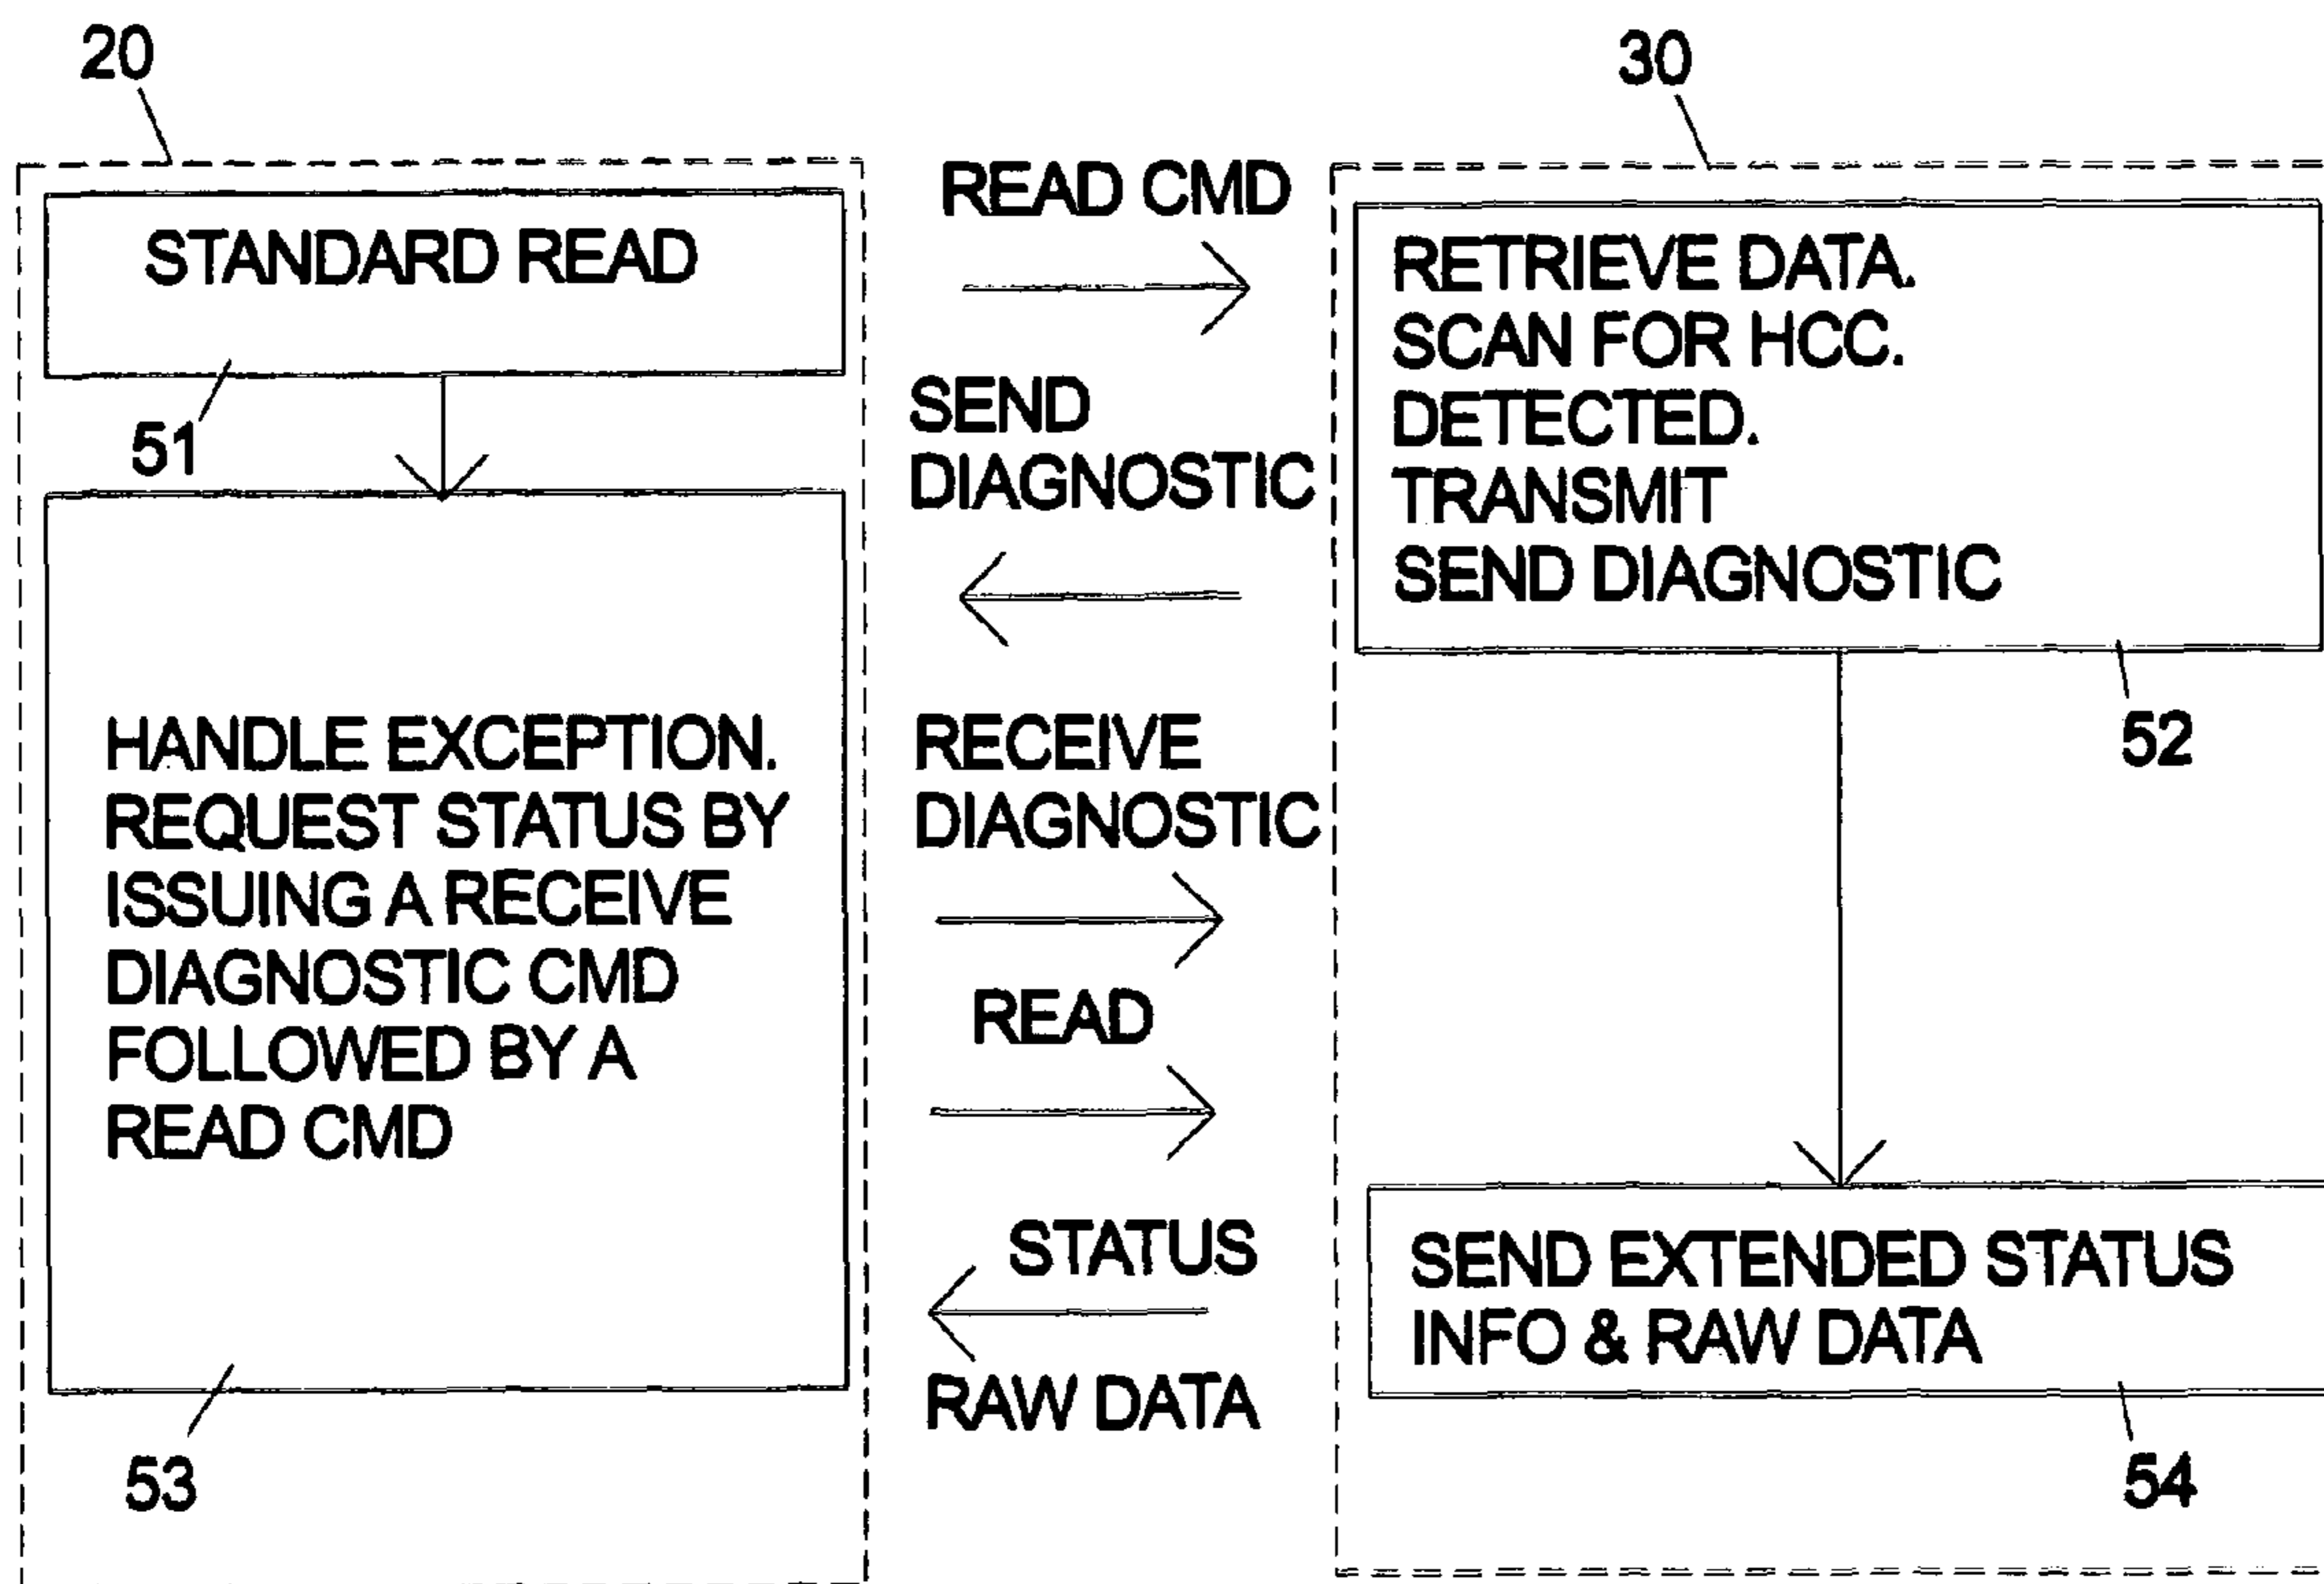 20
30
STANDARD READ
51
HANDLE EXCEPTION.
REQUEST STATUS BY
ISSUING A RECEIVE
DIAGNOSTIC CMD
FOLLOWED BY A
READ CMD
53
READ CMD
SEND
DIAGNOSTIC
RECEIVE
DIAGNOSTIC
READ
STATUS
RAW DATA
RETRIEVE DATA.
SCAN FOR HCC.
DETECTED.
TRANSMIT
SEND DIAGNOSTIC
52
SEND EXTENDED STATUS
INFO & RAW DATA
54